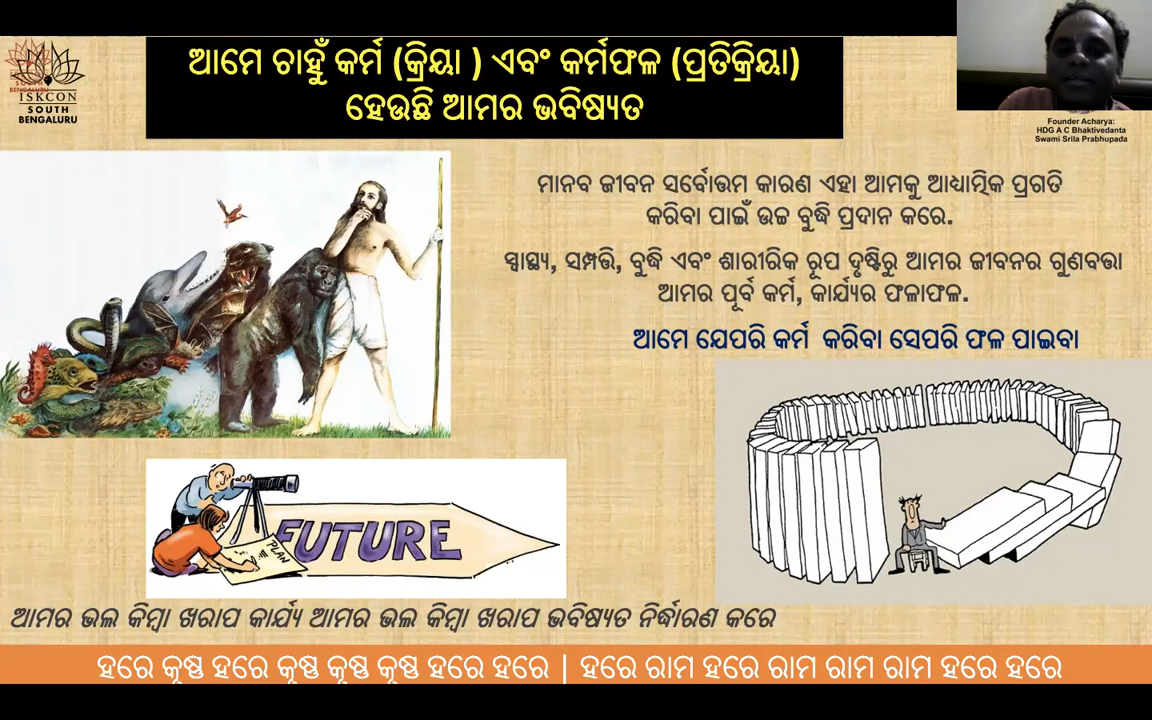 ଆମେ ଚାହୁଁ କର୍ମ (କ୍ରିୟା ) ଏବଂ କର୍ମଫଳ (ପ୍ରତିକ୍ରିୟା)
ହେଉଛି ଆମର ଭବିଷ୍ୟତ
ISKCON
SOUTH
BENGALURU
Founder Acharya:
HDG A C Bhaktivedanta
Swami Srila Prabhupada
ମାନବ ଜୀବନ ସର୍ବୋତ୍ତମ କାରଣ ଏହା ଆମକୁ ଆଧ୍ୟାତ୍ମିକ ପ୍ରଗତି
କରିବା ପାଇଁ ଉଚ୍ଚ ବୁଦ୍ଧି ପ୍ରଦାନ କରେ.
ସ୍ୱାସ୍ଥ୍ୟ, ସମ୍ପତ୍ତି, ବୁଦ୍ଧି ଏବଂ ଶାରୀରିକ ରୂପ ଦୃଷ୍ଟିରୁ ଆମର ଜୀବନର ଗୁଣବତ୍ତା
ଆମର ପୂର୍ବ କର୍ମ, କାର୍ଯ୍ୟର ଫଳାଫଳ.
ଆମେ ଯେପରି କର୍ମ କରିବା ସେପରି ଫଳ ପାଇବା
FUTURE
PLAN
ଆମର ଭଲ କିମ୍ବା ଖରାପ କାର୍ଯ୍ୟ ଆମର ଭଲ କିମ୍ବା ଖରାପ ଭବିଷ୍ୟତ ନିର୍ଦ୍ଧାରଣ କରେ
ହରେ କୃଷ୍ଣ ହରେ କୃଷ୍ଣ କୃଷ୍ଣ କୃଷ୍ଣ ହରେ ହରେ | ହରେ ରାମ ହରେ ରାମ ରାମ ରାମ ହରେ ହରେ